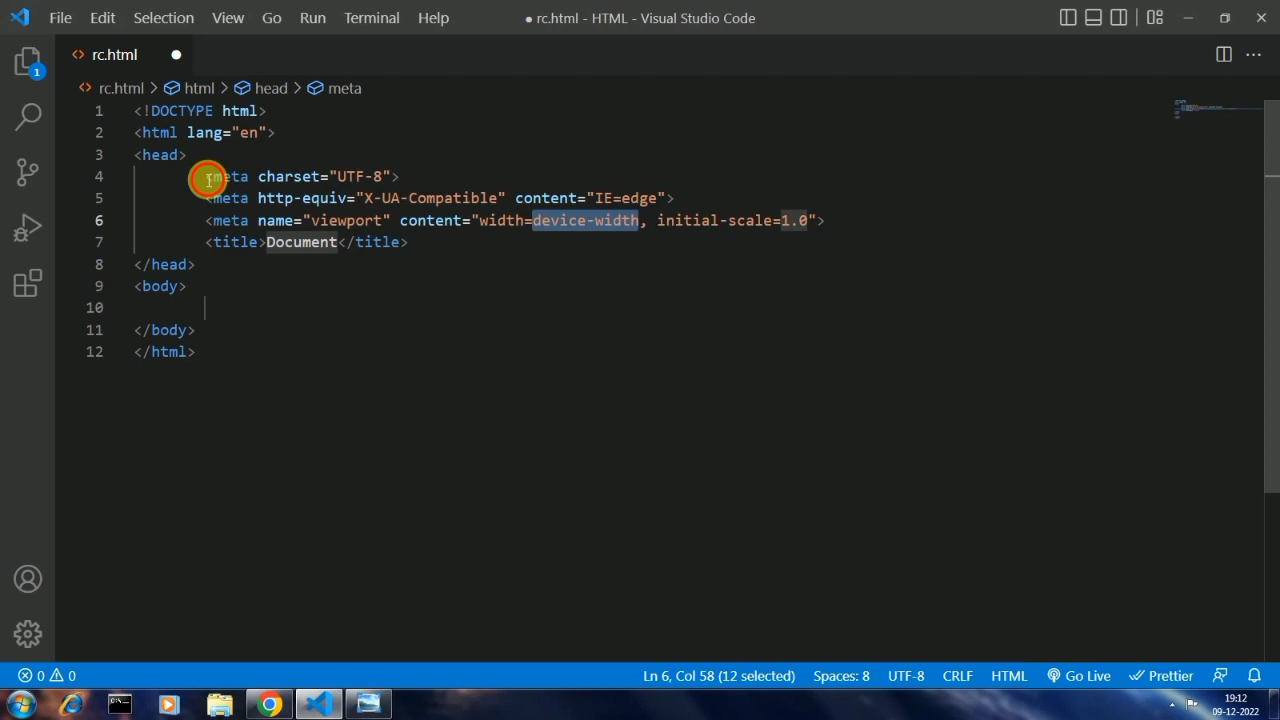 File Edit Selection View Go Run Terminal Help ● rc.html - HTML - Visual Studio Code
rc.html
1
rc.html > html > head > meta
1 <!DOCTYPE html>
2 <html lang="en">
3 <head>
4 <meta charset="UTF-8">
5 <meta http-equiv="X-UA-Compatible" content="IE=edge">
6 <meta name="viewport" content="width=device-width, initial-scale=1.0">
7 <title>Document</title>
8 </head>
9 <body>
10
11 </body>
12 </html>
0 0 Ln 6, Col 58 (12 selected) Spaces: 8 UTF-8 CRLF HTML Go Live Prettier
19:12
09-12-2022